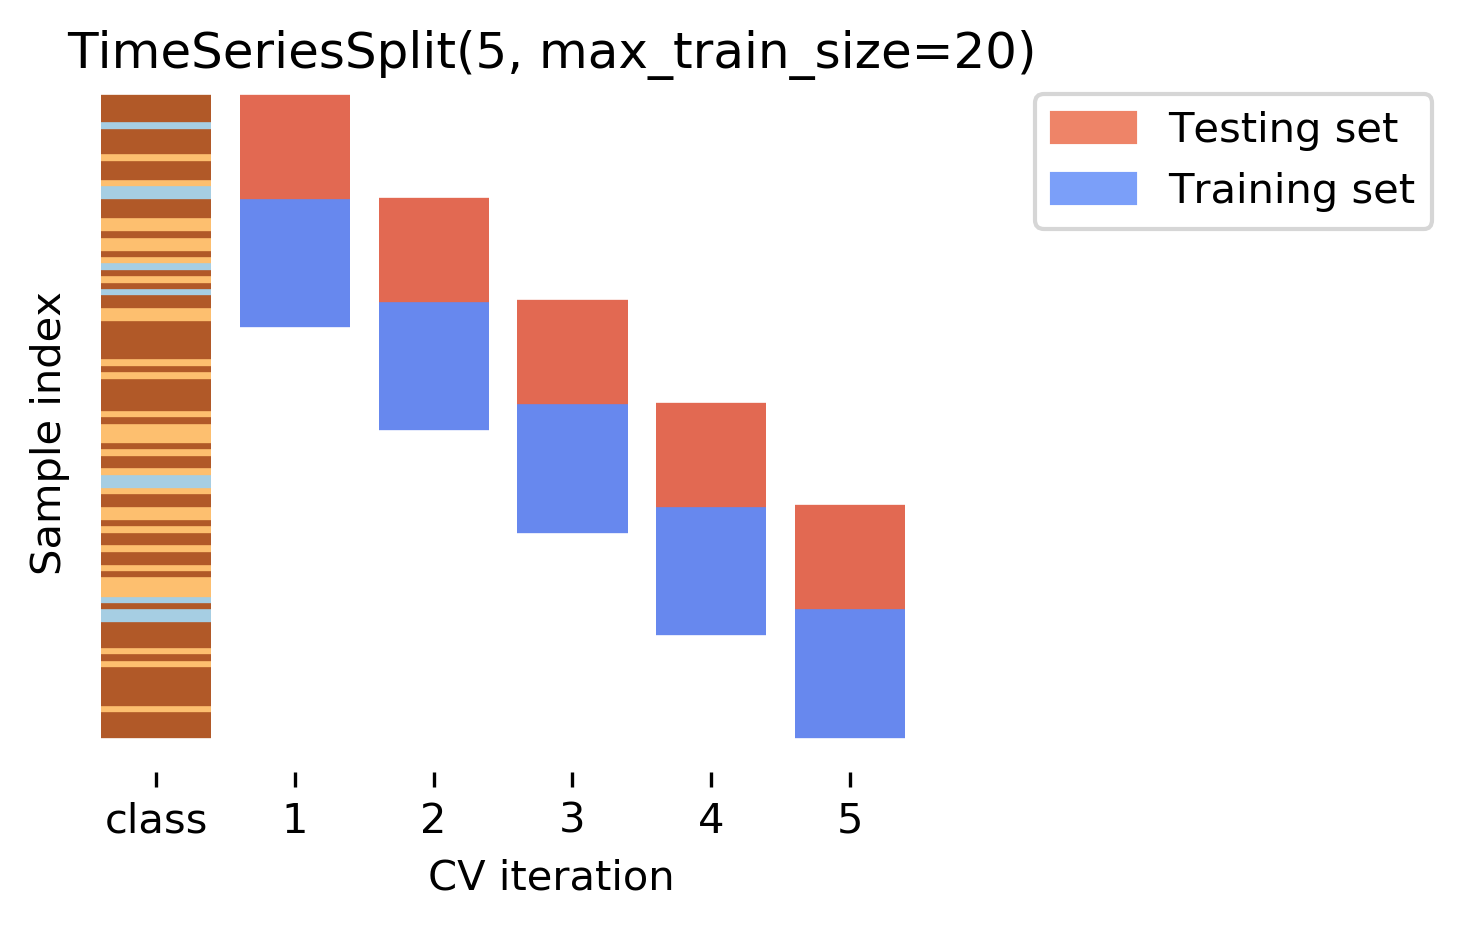 TimeSeriesSplit(5, max_train_size=20)
Testing set
Training set
Sample index
class 1 2 3 4 5
CV iteration